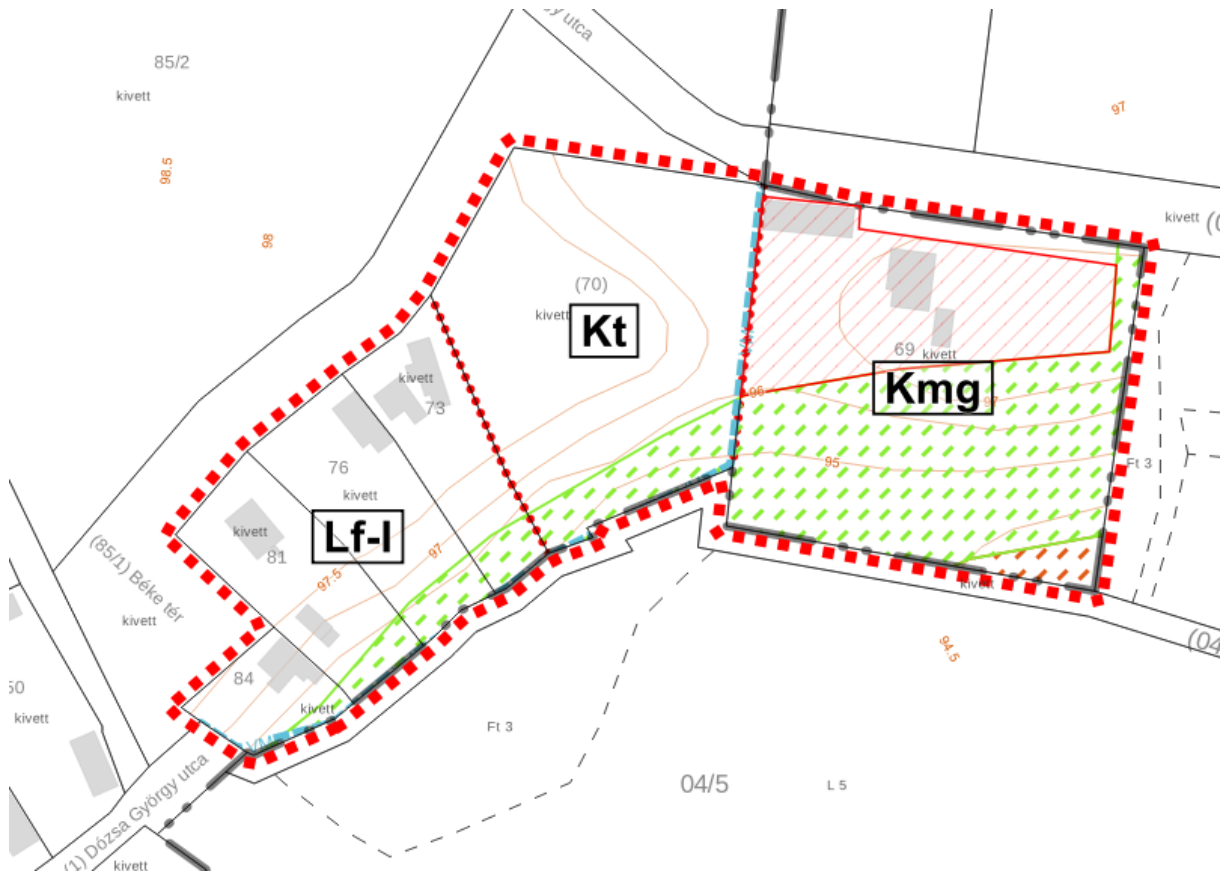 utca
85/2
kivett
97
98.5
kivett
98
(70)
kivett
Kt
69
kivett
kivett
73
Kmg
96
97
76
kivett
95
Ft 3
kivett
81
Lf-l
97
97.5
(85/1) Béke tér
kivett
kivett
(04
94.5
84
kivett
50
kivett
Ft 3
04/5
L 5
(1) Dózsa György utca
kivett